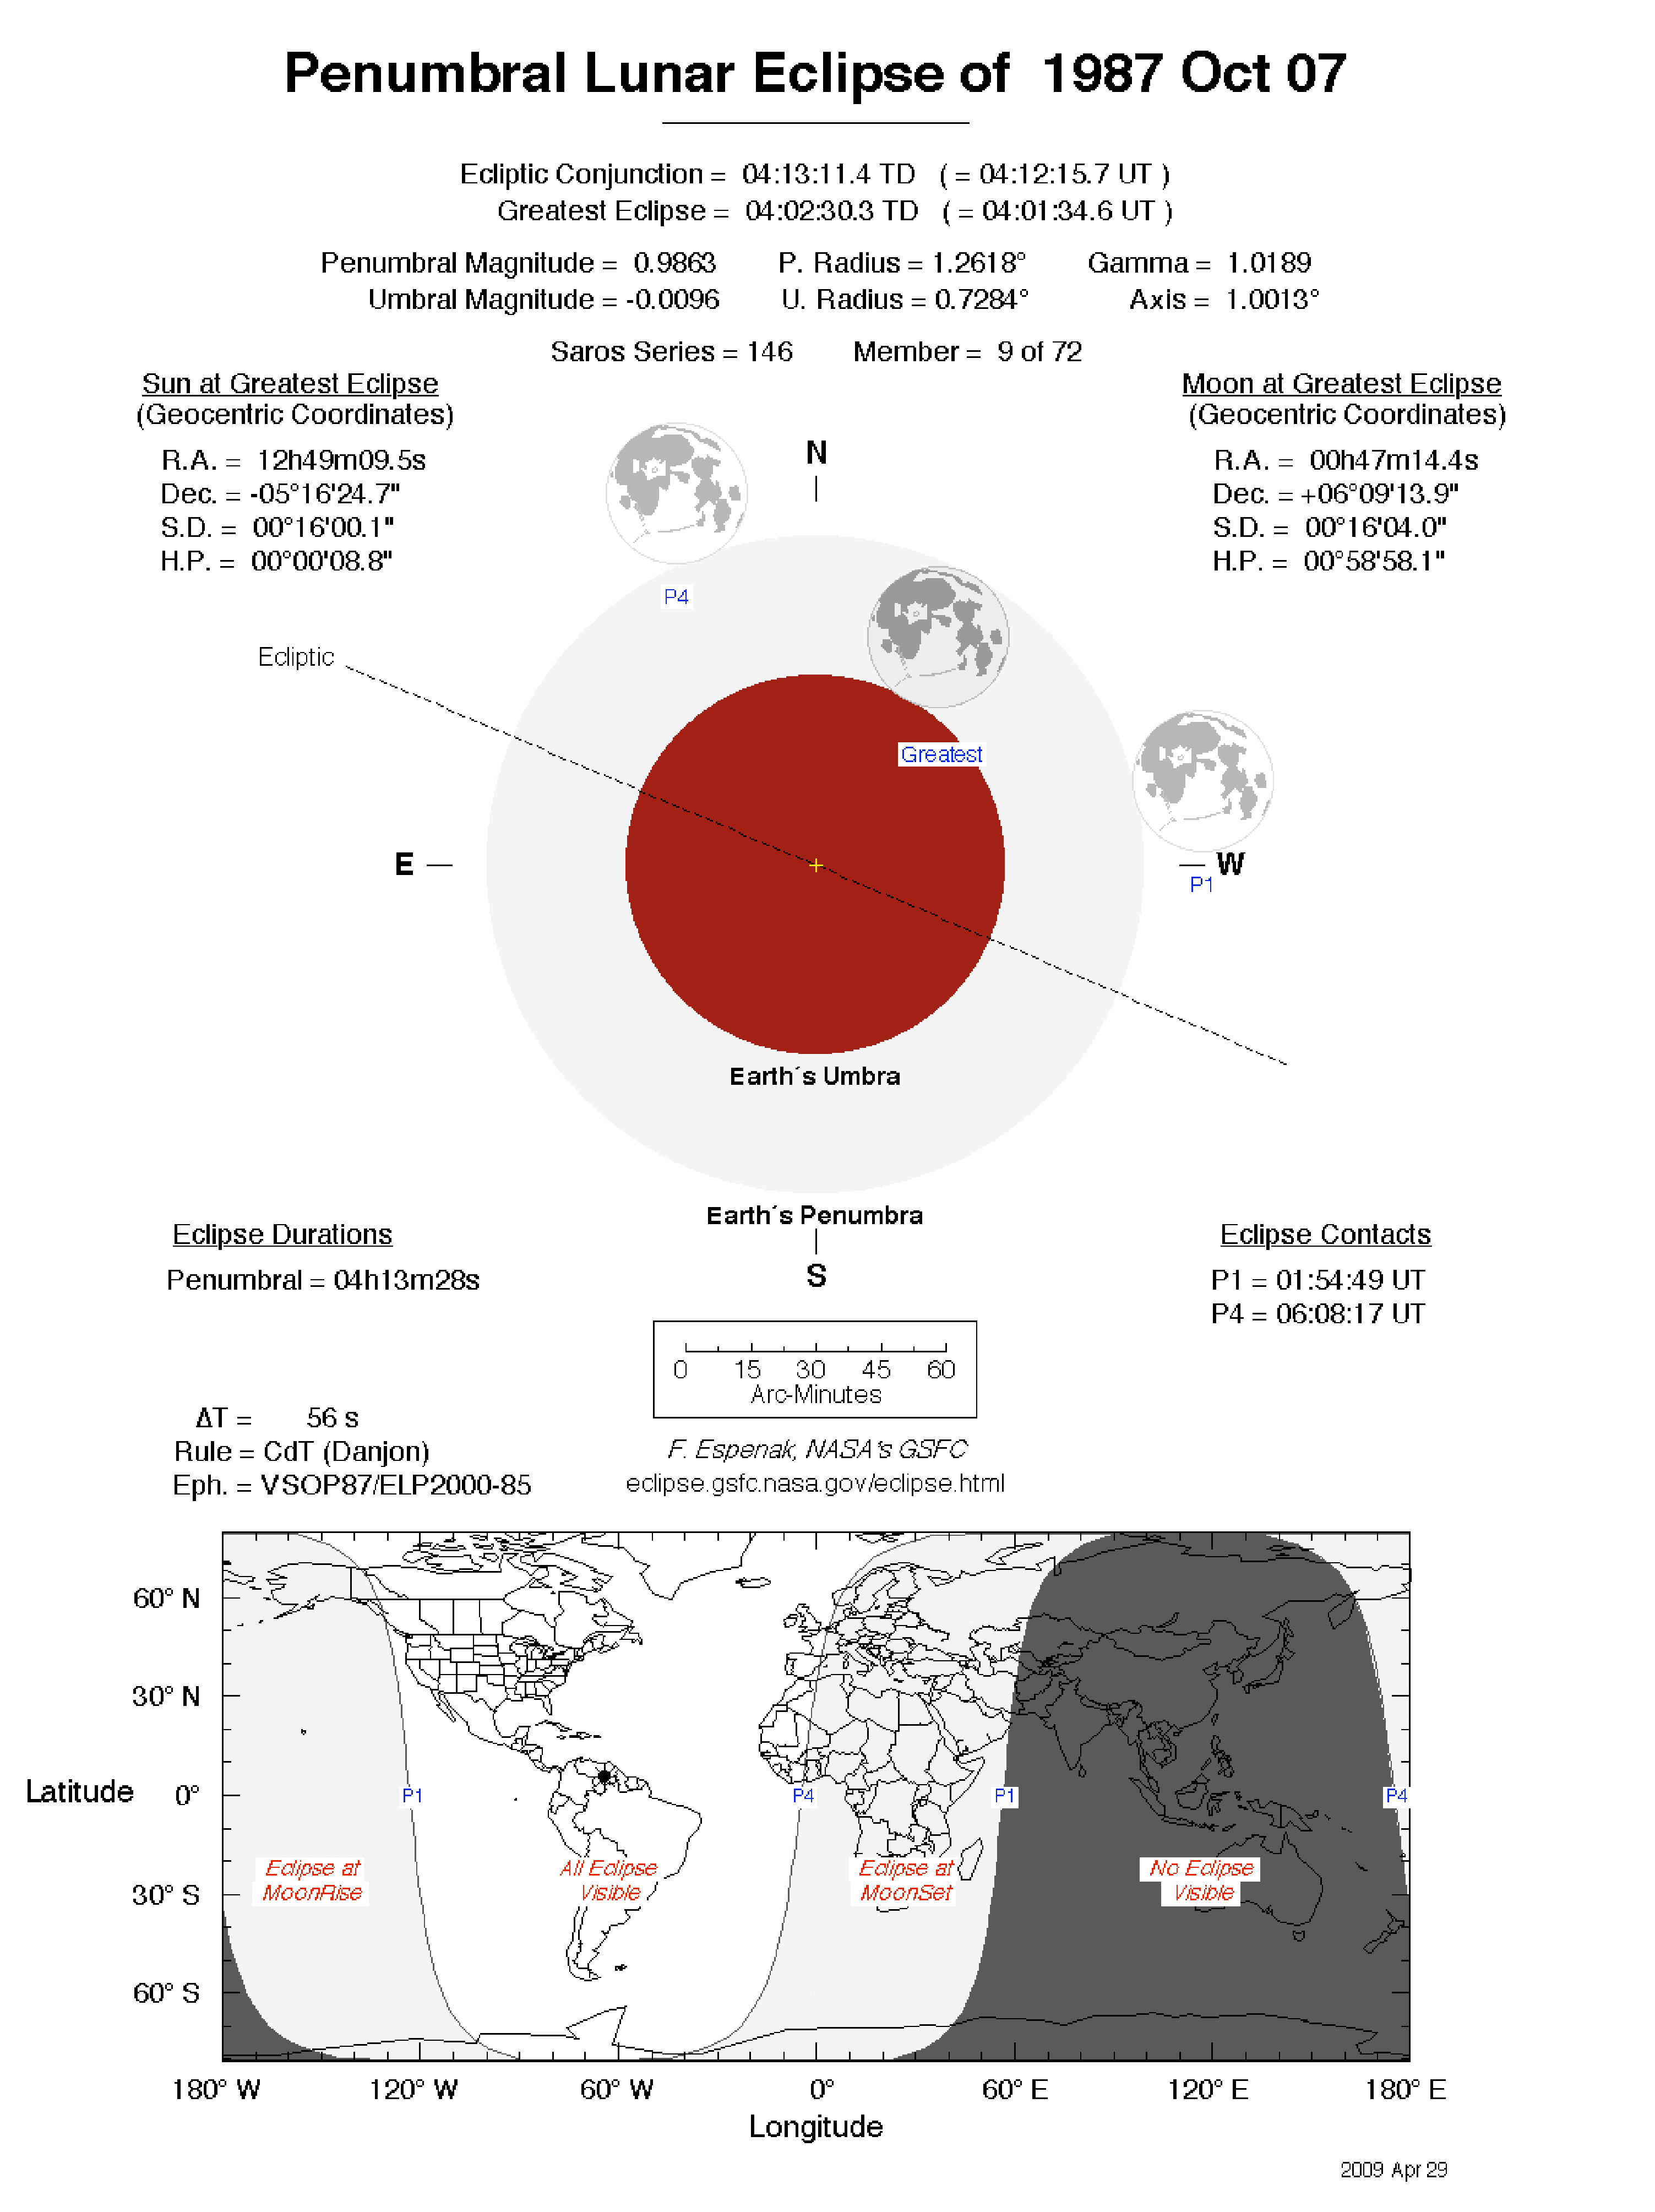 Penumbral Lunar Eclipse of 1987 Oct 07
Ecliptic Conjunction = 04:13:11.4 TD ( = 04:12:15.7 UT )
Greatest Eclipse = 04:02:30.3 TD ( = 04:01:34.6 UT )
Penumbral Magnitude = 0.9863 P. Radius = 1.2618° Gamma = 1.0189
Umbral Magnitude = -0.0096 U. Radius = 0.7284° Axis = 1.0013°
Saros Series = 146 Member = 9 of 72
Sun at Greatest Eclipse
(Geocentric Coordinates)
R.A. = 12h49m09.5s
Dec. = -05°16'24.7"
S.D. = 00°16'00.1"
H.P. = 00°00'08.8"
Moon at Greatest Eclipse
(Geocentric Coordinates)
R.A. = 00h47m14.4s
Dec. = +06°09'13.9"
S.D. = 00°16'04.0"
H.P. = 00°58'58.1"
N
P4
Ecliptic
Greatest
E
W
P1
Earth´s Umbra
Earth´s Penumbra
S
Eclipse Durations
Penumbral = 04h13m28s
Eclipse Contacts
P1 = 01:54:49 UT
P4 = 06:08:17 UT
0 15 30 45 60
Arc-Minutes
ΔT = 56 s
Rule = CdT (Danjon)
Eph. = VSOP87/ELP2000-85
F. Espenak, NASA's GSFC
eclipse.gsfc.nasa.gov/eclipse.html
60° N
30° N
Latitude 0°
30° S
60° S
P1 P4 P1 P4
Eclipse at
MoonRise
All Eclipse
Visible
Eclipse at
MoonSet
No Eclipse
Visible
180° W 120° W 60° W 0° 60° E 120° E 180° E
Longitude
2009 Apr 29